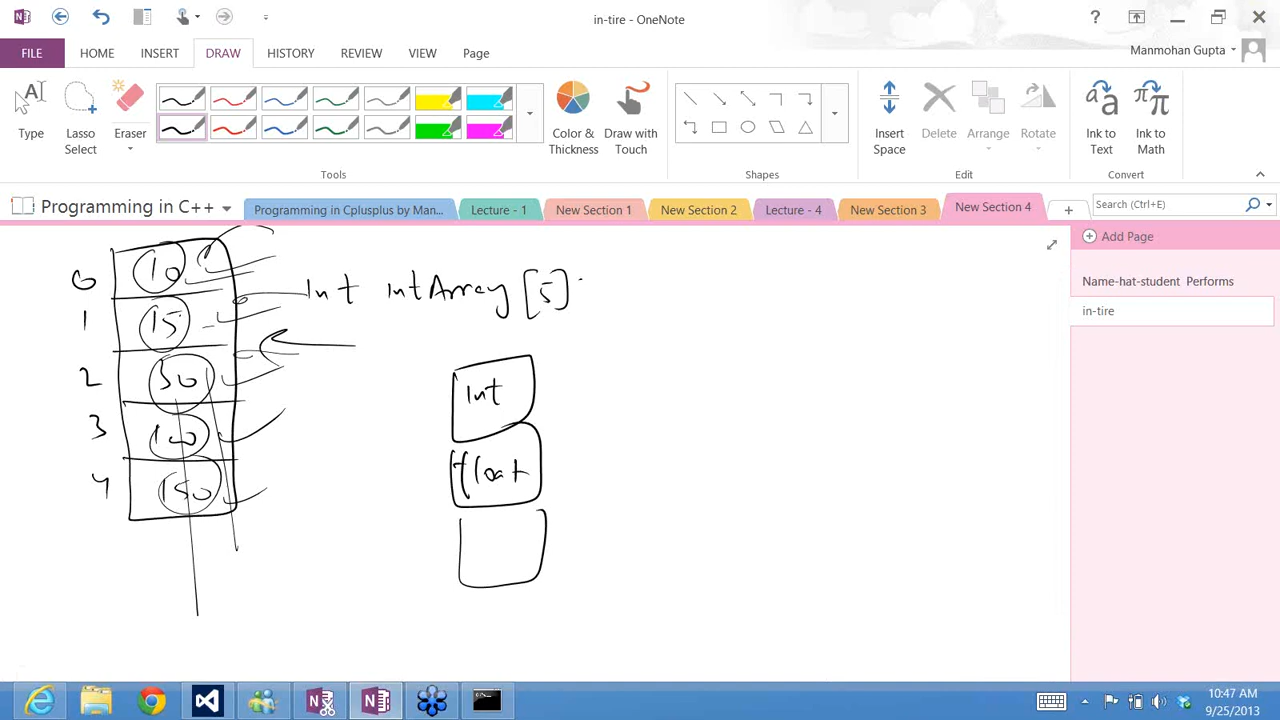 in-tire - OneNote
FILE HOME INSERT DRAW HISTORY REVIEW VIEW Page
Manmohan Gupta
Type
Lasso Select
Eraser
Color & Thickness
Draw with Touch
Insert Space
Delete
Arrange
Rotate
Ink to Text
Ink to Math
Tools
Shapes
Edit
Convert
Programming in C++
Programming in Cplusplus by Man...
Lecture - 1
New Section 1
New Section 2
Lecture - 4
New Section 3
New Section 4
Search (Ctrl+E)
Add Page
Name-hat-student Performs
in-tire
0 10
Int IntArray [5]
1 15
2 30
3 100
4 150
Int
float
10:47 AM
9/25/2013